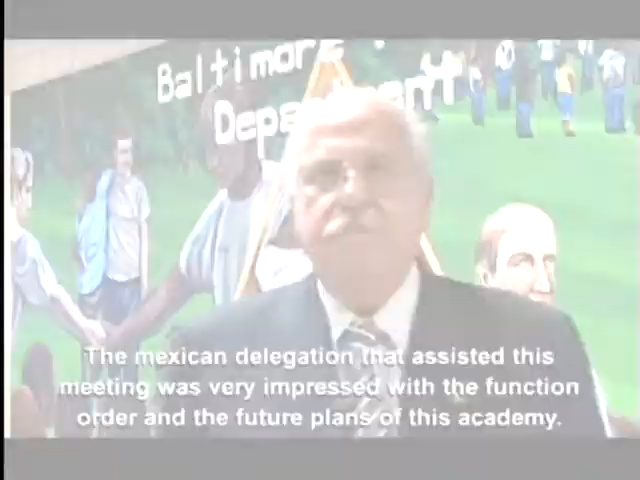 Baltimore
Department
The mexican delegation that assisted this
meeting was very impressed with the function
order and the future plans of this academy.